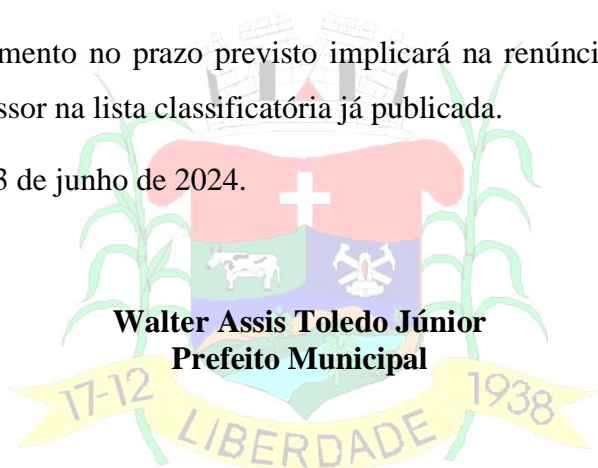 mento no prazo previsto implicará na renúnci
ssor na lista classificatória já publicada.
3 de junho de 2024.
Walter Assis Toledo Júnior
Prefeito Municipal
17-12 LIBERDADE 1938